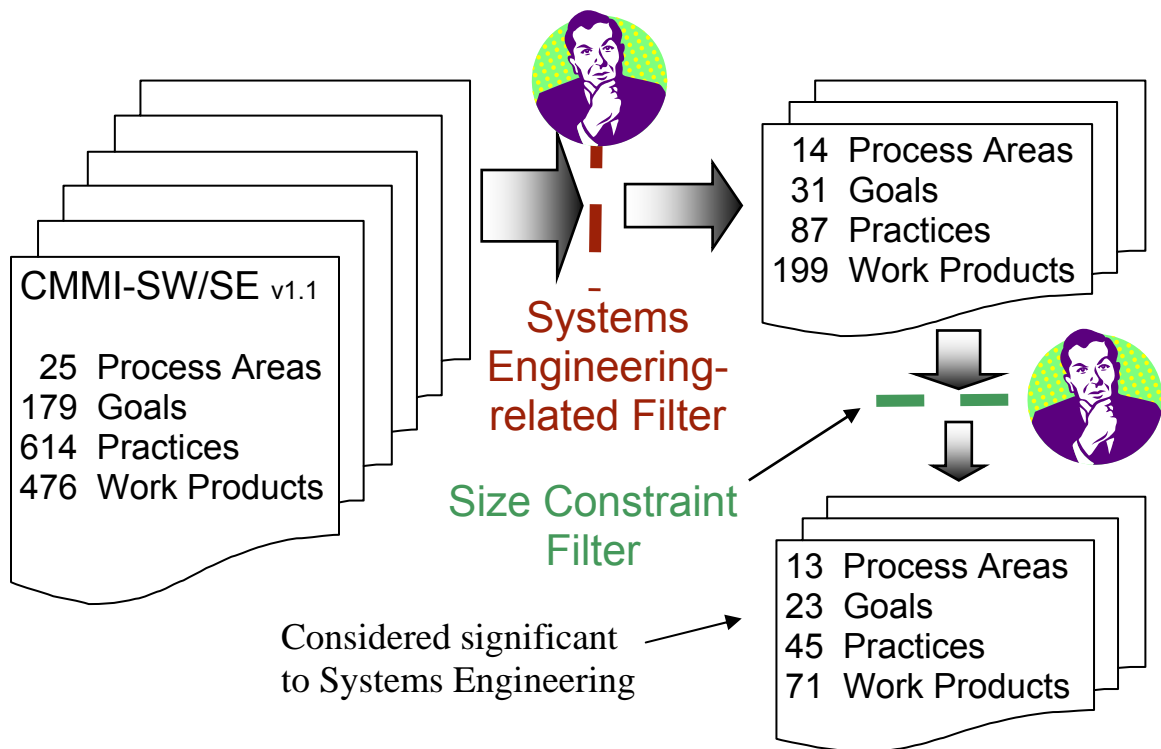 CMMI-SW/SE v1.1
25 Process Areas
179 Goals
614 Practices
476 Work Products
Systems
Engineering-
related Filter
14 Process Areas
31 Goals
87 Practices
199 Work Products
Size Constraint
Filter
13 Process Areas
23 Goals
45 Practices
71 Work Products
Considered significant
to Systems Engineering